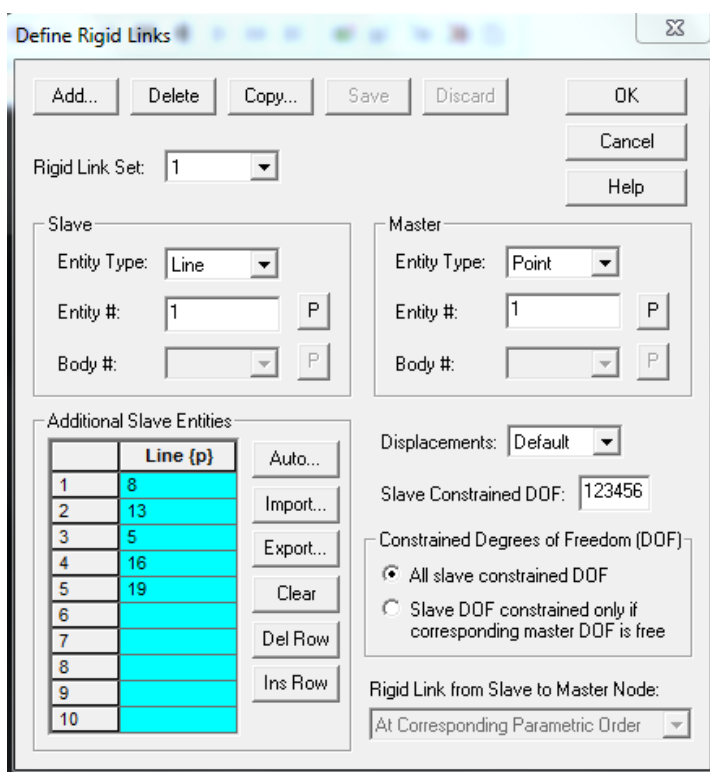 Define Rigid Links
Add... Delete Copy... Save Discard OK
Cancel
Rigid Link Set: 1
Help
Slave
Entity Type: Line
Entity #: 1 P
Body #: P
Master
Entity Type: Point
Entity #: 1 P
Body #: P
Additional Slave Entities
Line {p}
1 8
2 13
3 5
4 16
5 19
6
7
8
9
10
Auto...
Import...
Export...
Clear
Del Row
Ins Row
Displacements: Default
Slave Constrained DOF: 123456
Constrained Degrees of Freedom (DOF)
All slave constrained DOF
Slave DOF constrained only if
corresponding master DOF is free
Rigid Link from Slave to Master Node:
At Corresponding Parametric Order